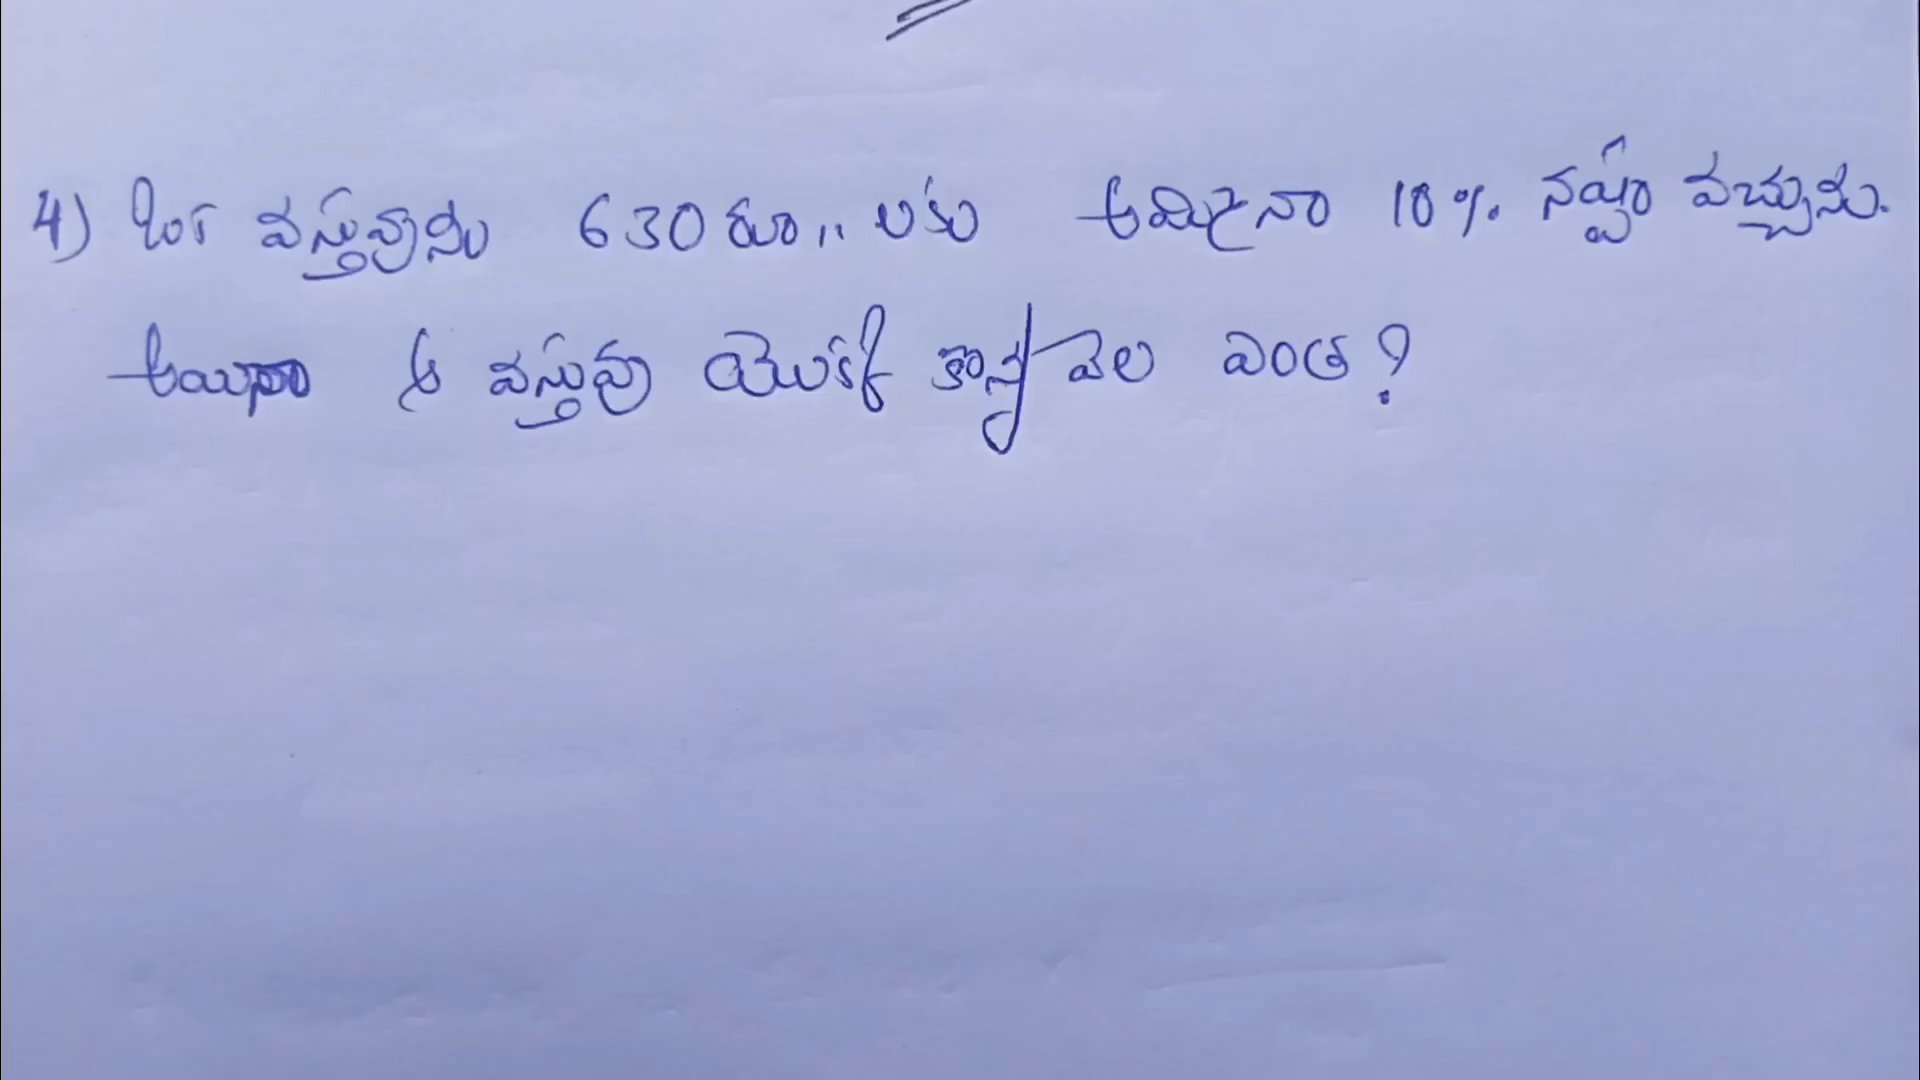 4) ఒక వస్తువును 630 రూ.,. లకు అమ్మినా 10% నష్టం వచ్చును.
అయినా ఆ వస్తువు యొక్క కొన్న వెల ఎంత?